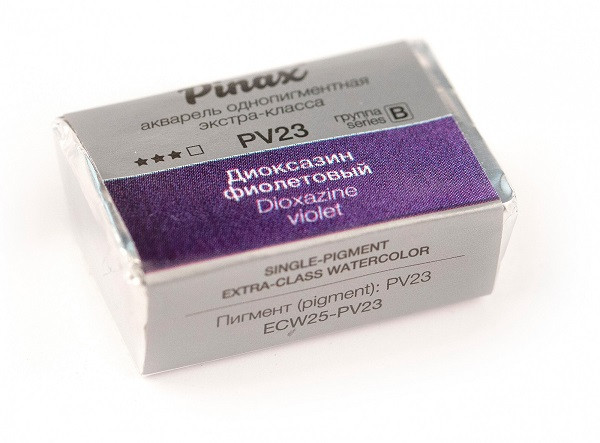 Pinax
акварель однопигментная
экстра-класса
PV23
группа
series B
Диоксазин
фиолетовый
Dioxazine
violet
SINGLE-PIGMENT
EXTRA-CLASS WATERCOLOR
Пигмент (pigment): PV23
ECW25-PV23